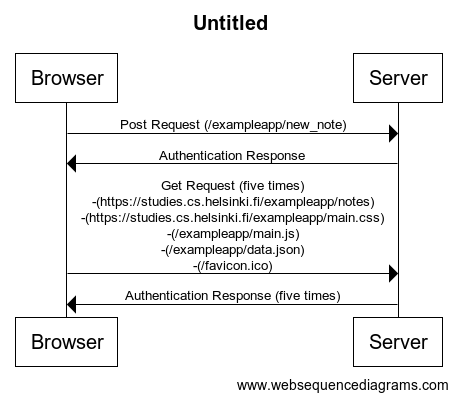 Untitled
Browser
Server
Post Request (/exampleapp/new_note)
Authentication Response
Get Request (five times)
-(https://studies.cs.helsinki.fi/exampleapp/notes)
-(https://studies.cs.helsinki.fi/exampleapp/main.css)
-(/exampleapp/main.js)
-(/exampleapp/data.json)
-(/favicon.ico)
Authentication Response (five times)
Browser
Server
www.websequencediagrams.com